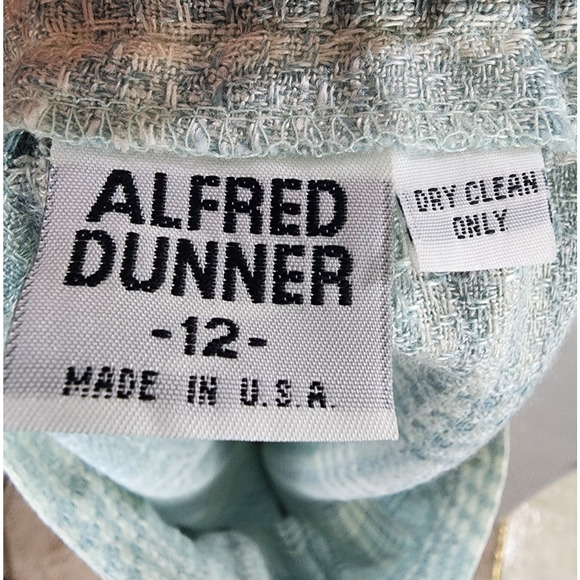 ALFRED
DUNNER
-12-
MADE IN U.S.A.
DRY CLEAN
ONLY